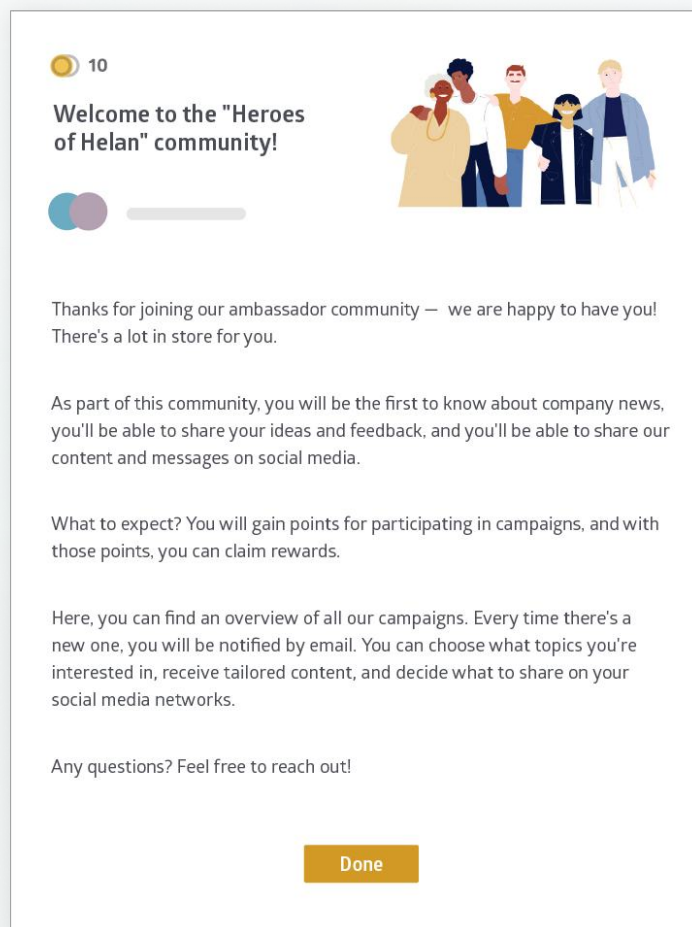 10
Welcome to the "Heroes
of Helan" community!
Thanks for joining our ambassador community — we are happy to have you!
There's a lot in store for you.
As part of this community, you will be the first to know about company news,
you'll be able to share your ideas and feedback, and you'll be able to share our
content and messages on social media.
What to expect? You will gain points for participating in campaigns, and with
those points, you can claim rewards.
Here, you can find an overview of all our campaigns. Every time there's a
new one, you will be notified by email. You can choose what topics you're
interested in, receive tailored content, and decide what to share on your
social media networks.
Any questions? Feel free to reach out!
Done